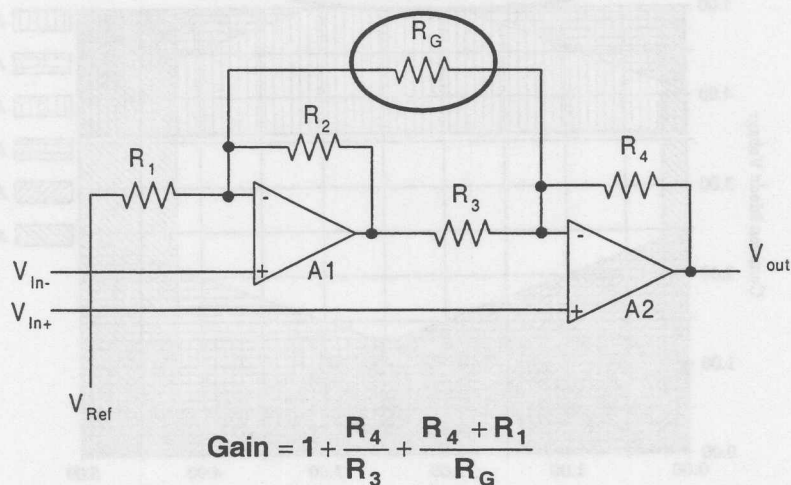 R_G
R_2
R_1
R_4
R_3
-
-
V_In-
+
A1
V_out
V_In+
+
A2
V_Ref
Gain = 1 + R_4/R_3 + (R_4 + R_1)/R_G